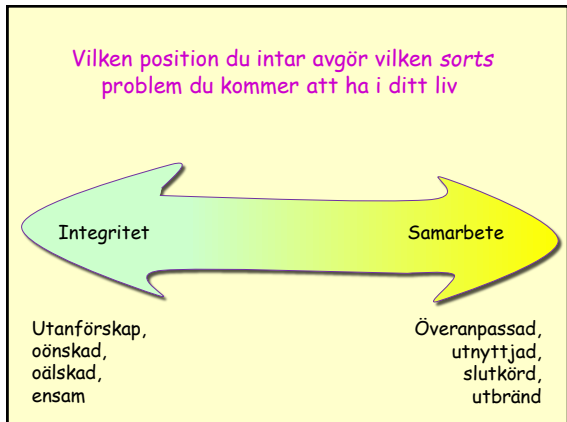 Vilken position du intar avgör vilken sorts
problem du kommer att ha i ditt liv
Integritet
Samarbete
Utanförskap,
oönskad,
oälskad,
ensam
Överanpassad,
utnyttjad,
slutkörd,
utbränd